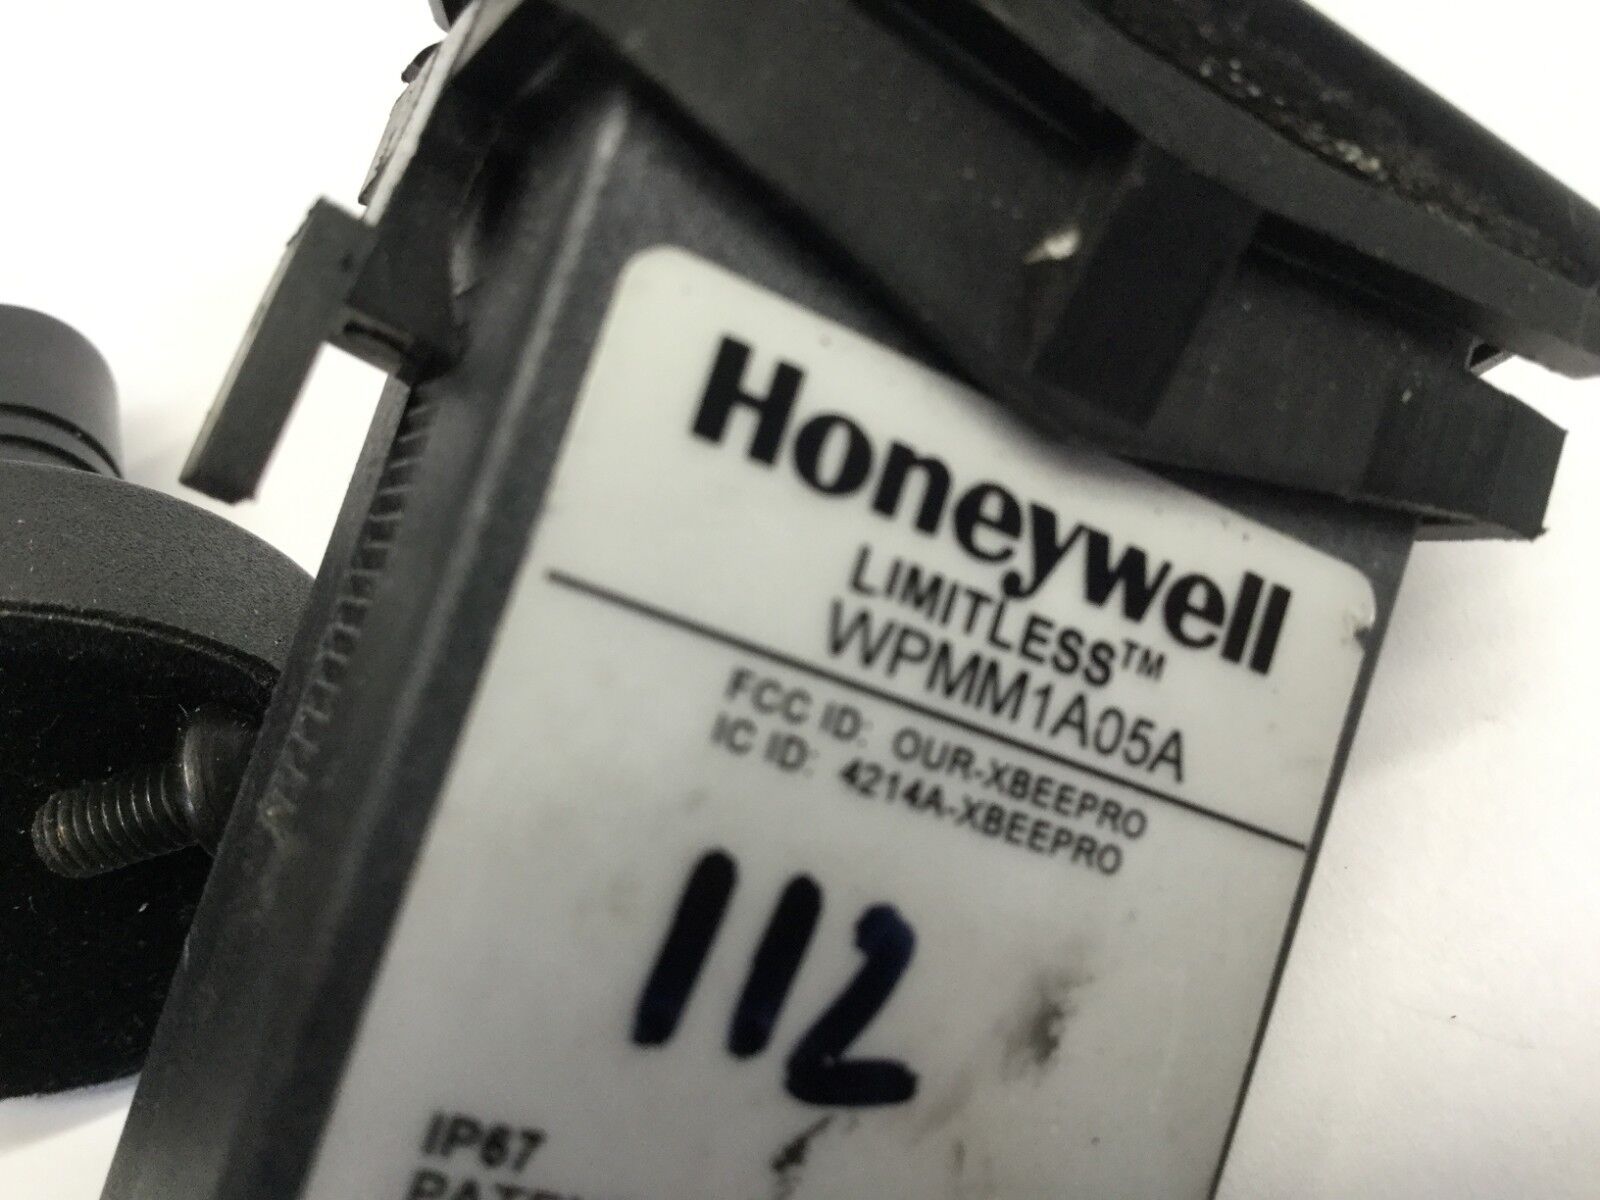 Honeywell
LIMITLESS™
WPMM1A05A
FCC ID: OUR-XBEEPRO
IC ID: 4214A-XBEEPRO
112
IP67